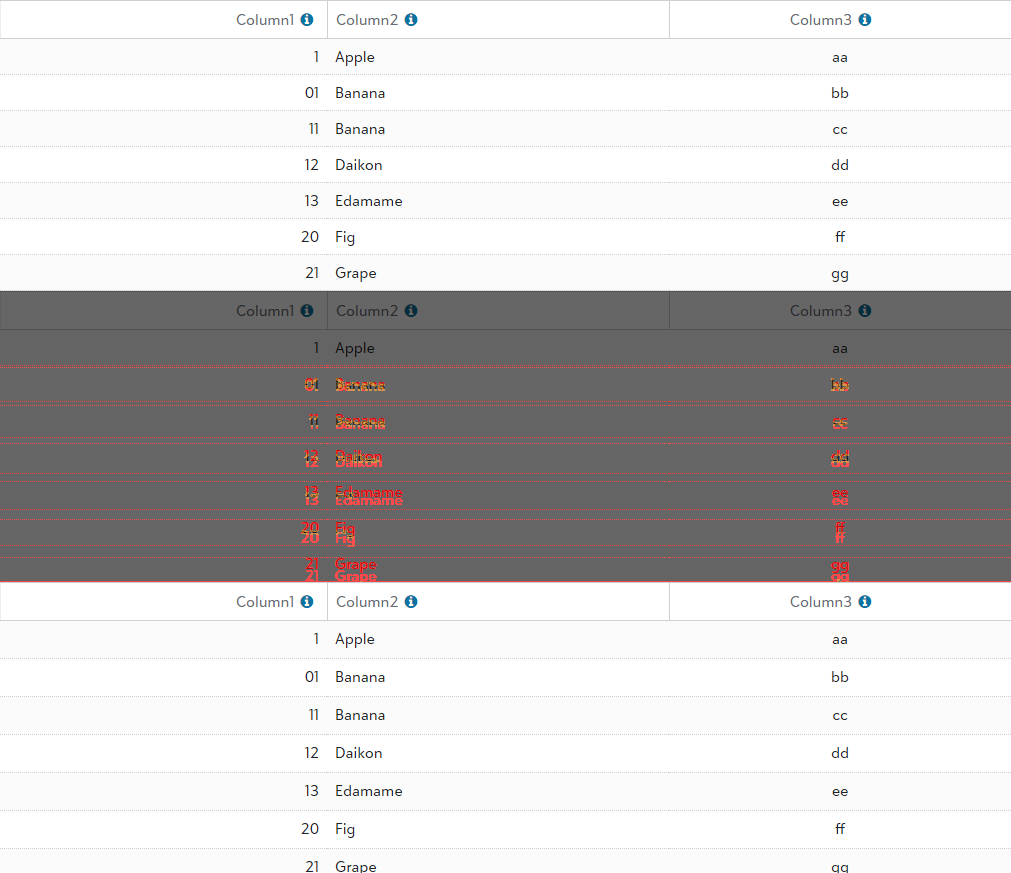 Column1 Column2 Column3
1 Apple aa
01 Banana bb
11 Banana cc
12 Daikon dd
13 Edamame ee
20 Fig ff
21 Grape gg
Column1 Column2 Column3
1 Apple aa
01 Banana bb
11 Banana cc
12 Daikon dd
13 Edamame ee
20 Fig ff
21 Grape gg
Column1 Column2 Column3
1 Apple aa
01 Banana bb
11 Banana cc
12 Daikon dd
13 Edamame ee
20 Fig ff
21 Grape gg